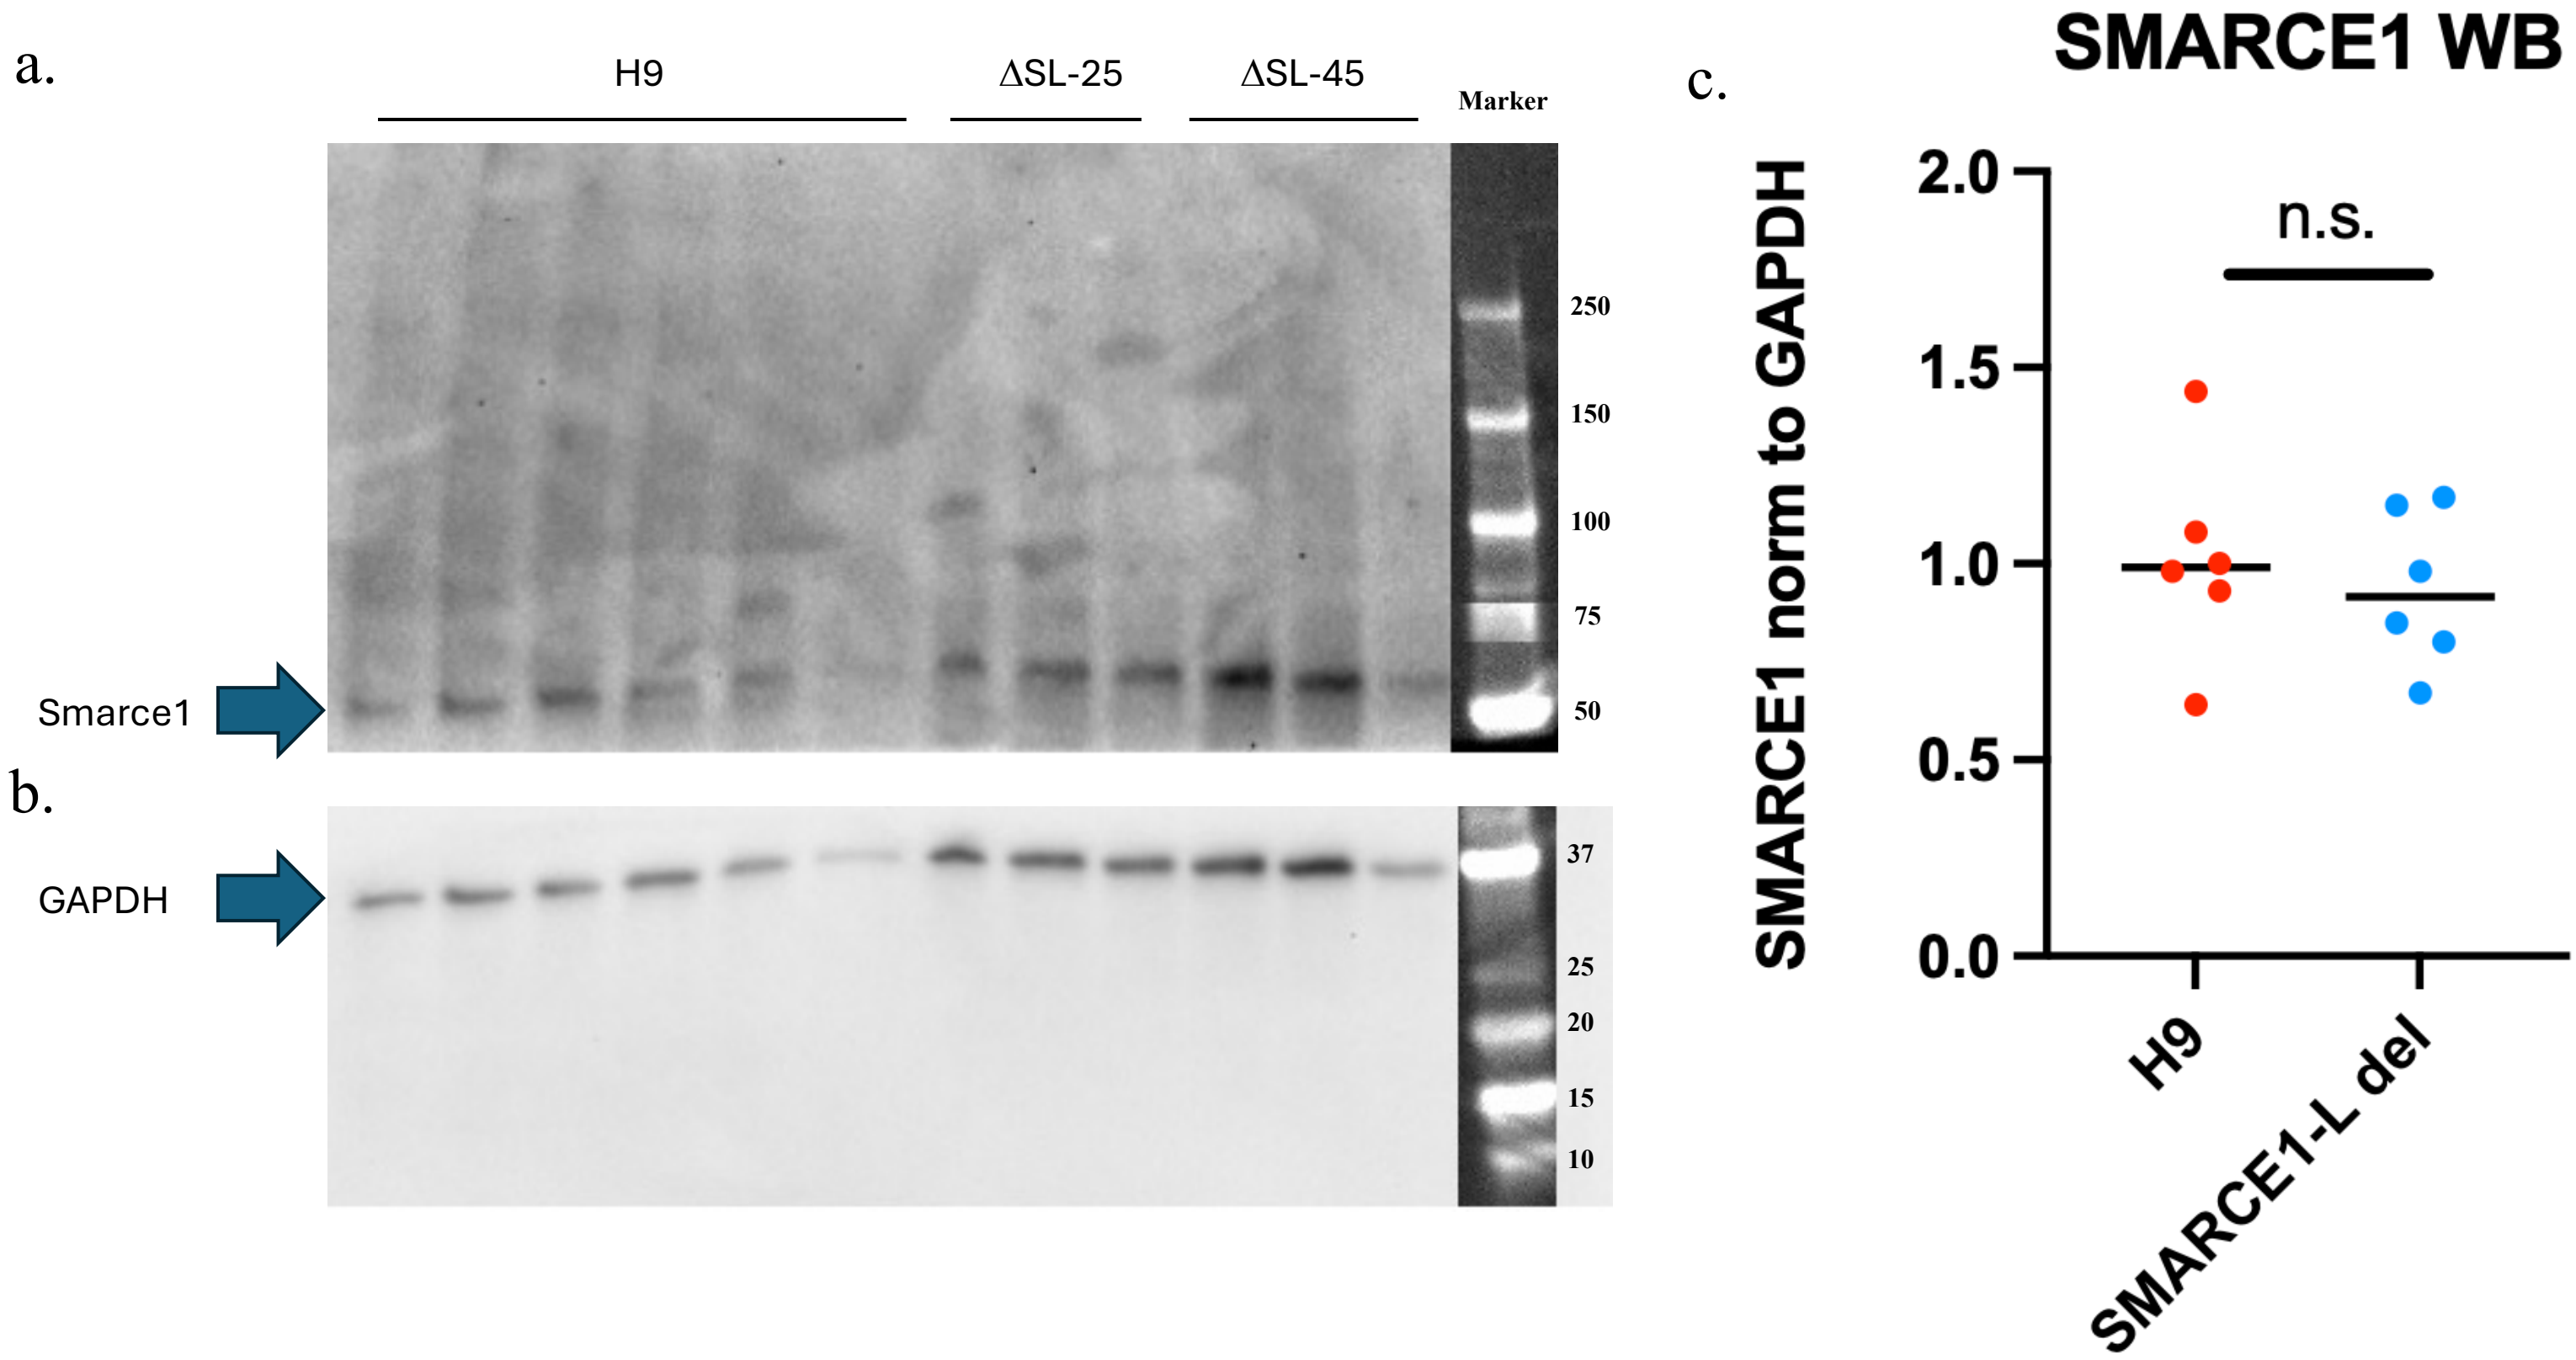 a.
H9
ΔSL-25
ΔSL-45
Marker
250
150
100
75
50
Smarce1
b.
GAPDH
37
25
20
15
10
c.
SMARCE1 WB
SMARCE1 norm to GAPDH
2.0
1.5
1.0
0.5
0.0
n.s.
H9
SMARCE1-L del